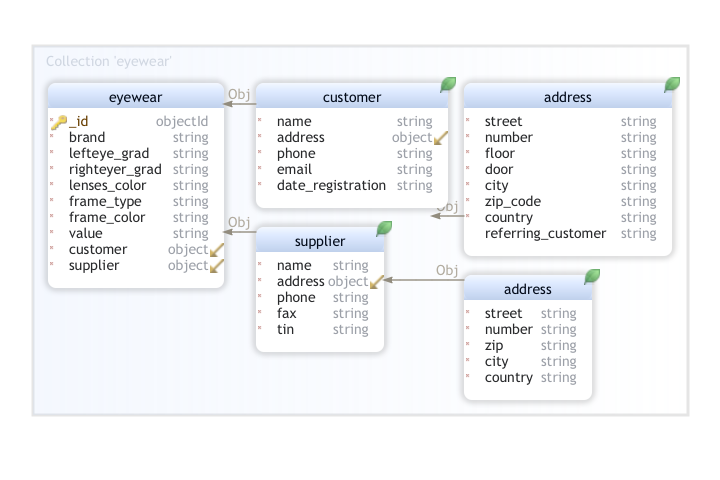 Collection 'eyewear'
eyewear
_id objectId
brand string
lefteye_grad string
righteyer_grad string
lenses_color string
frame_type string
frame_color string
value string
customer object
supplier object
Obj
customer
name string
address object
phone string
email string
date_registration string
Obj
supplier
name string
address object
phone string
fax string
tin string
address
street string
number string
floor string
door string
city string
zip_code string
country string
referring_customer string
Obj
Obj
address
street string
number string
zip string
city string
country string